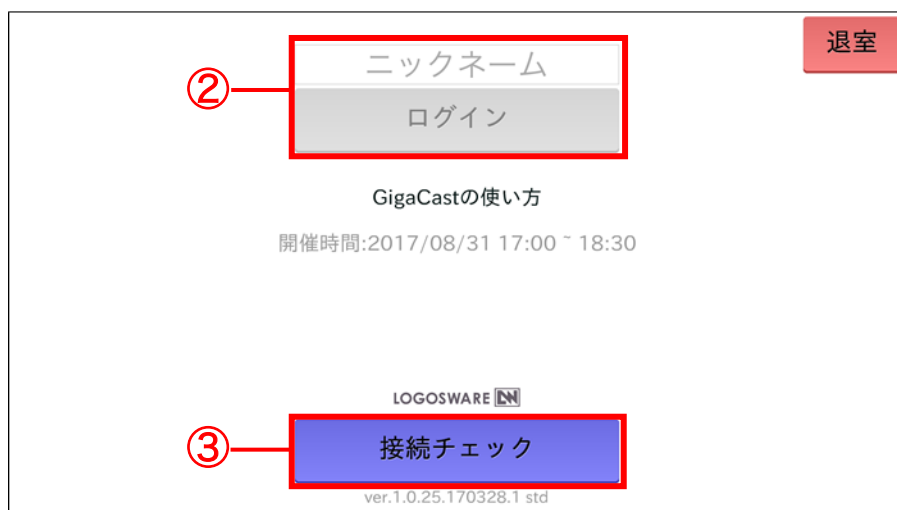 退室
②
ニックネーム
ログイン
GigaCastの使い方
開催時間:2017/08/31 17:00 ~ 18:30
LOGOSWARE
③
接続チェック
ver.1.0.25.170328.1 std